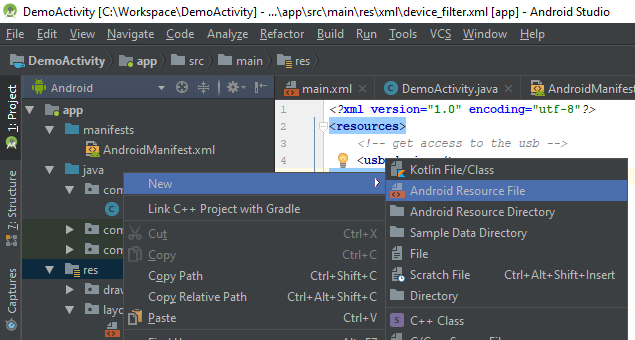 DemoActivity [C:\Workspace\DemoActivity] - ...\app\src\main\res\xml\device_filter.xml [app] - Android Studio
File Edit View Navigate Code Analyze Refactor Build Run Tools VCS Window Help
DemoActivity app src main res
Android
main.xml × DemoActivity.java × AndroidManifest
1: Project
7: Structure
Captures
app
manifests
AndroidManifest.xml
java
com
C
com
com
res
draw
layo
1 <?xml version="1.0" encoding="utf-8"?>
2 <resources>
3 <!-- get access to the usb -->
4
New
Link C++ Project with Gradle
Cut Ctrl+X
Copy Ctrl+C
Copy Path Ctrl+Shift+C
Copy Relative Path Ctrl+Alt+Shift+C
Paste Ctrl+V
Kotlin File/Class
Android Resource File
Android Resource Directory
Sample Data Directory
File
Scratch File Ctrl+Alt+Shift+Insert
Directory
C++ Class